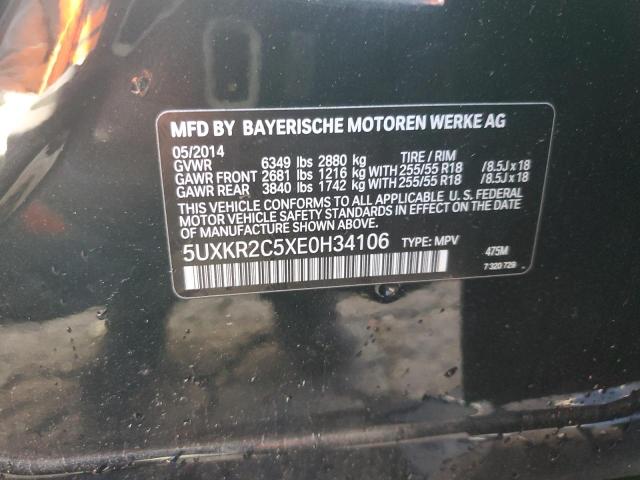 MFD BY BAYERISCHE MOTOREN WERKE AG
05/2014
GVWR 6349 lbs 2880 kg TIRE / RIM
GAWR FRONT 2681 lbs 1216 kg WITH 255/55 R18 /8.5J x 18
GAWR REAR 3840 lbs 1742 kg WITH 255/55 R18 /8.5J x 18
THIS VEHICLE CONFORMS TO ALL APPLICABLE U.S. FEDERAL
MOTOR VEHICLE SAFETY STANDARDS IN EFFECT ON THE
DATE OF MANUFACTURE SHOWN ABOVE.
5UXKR2C5XE0H34106 TYPE: MPV 475M
7 320 729